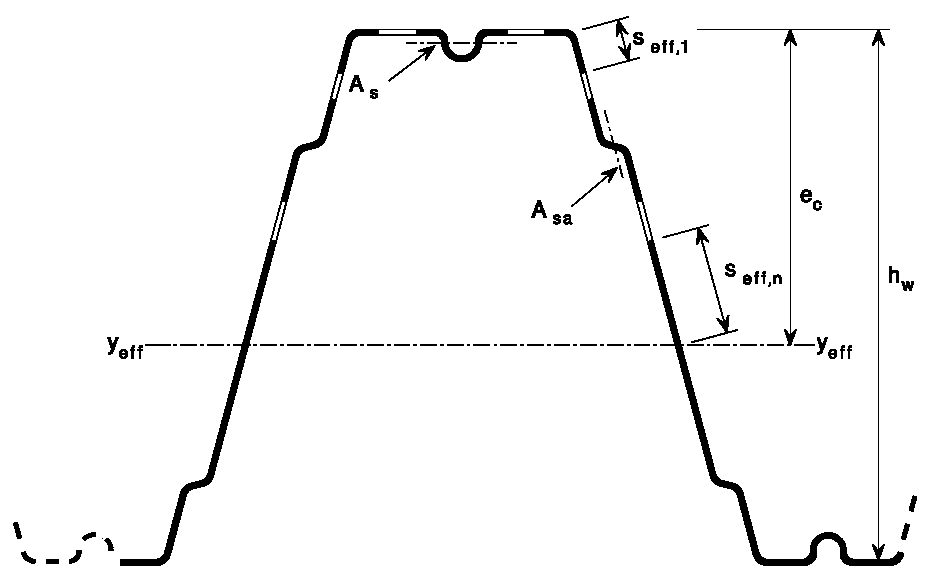 s eff,1
A s
e c
A sa
s eff,n
h w
y eff
y eff